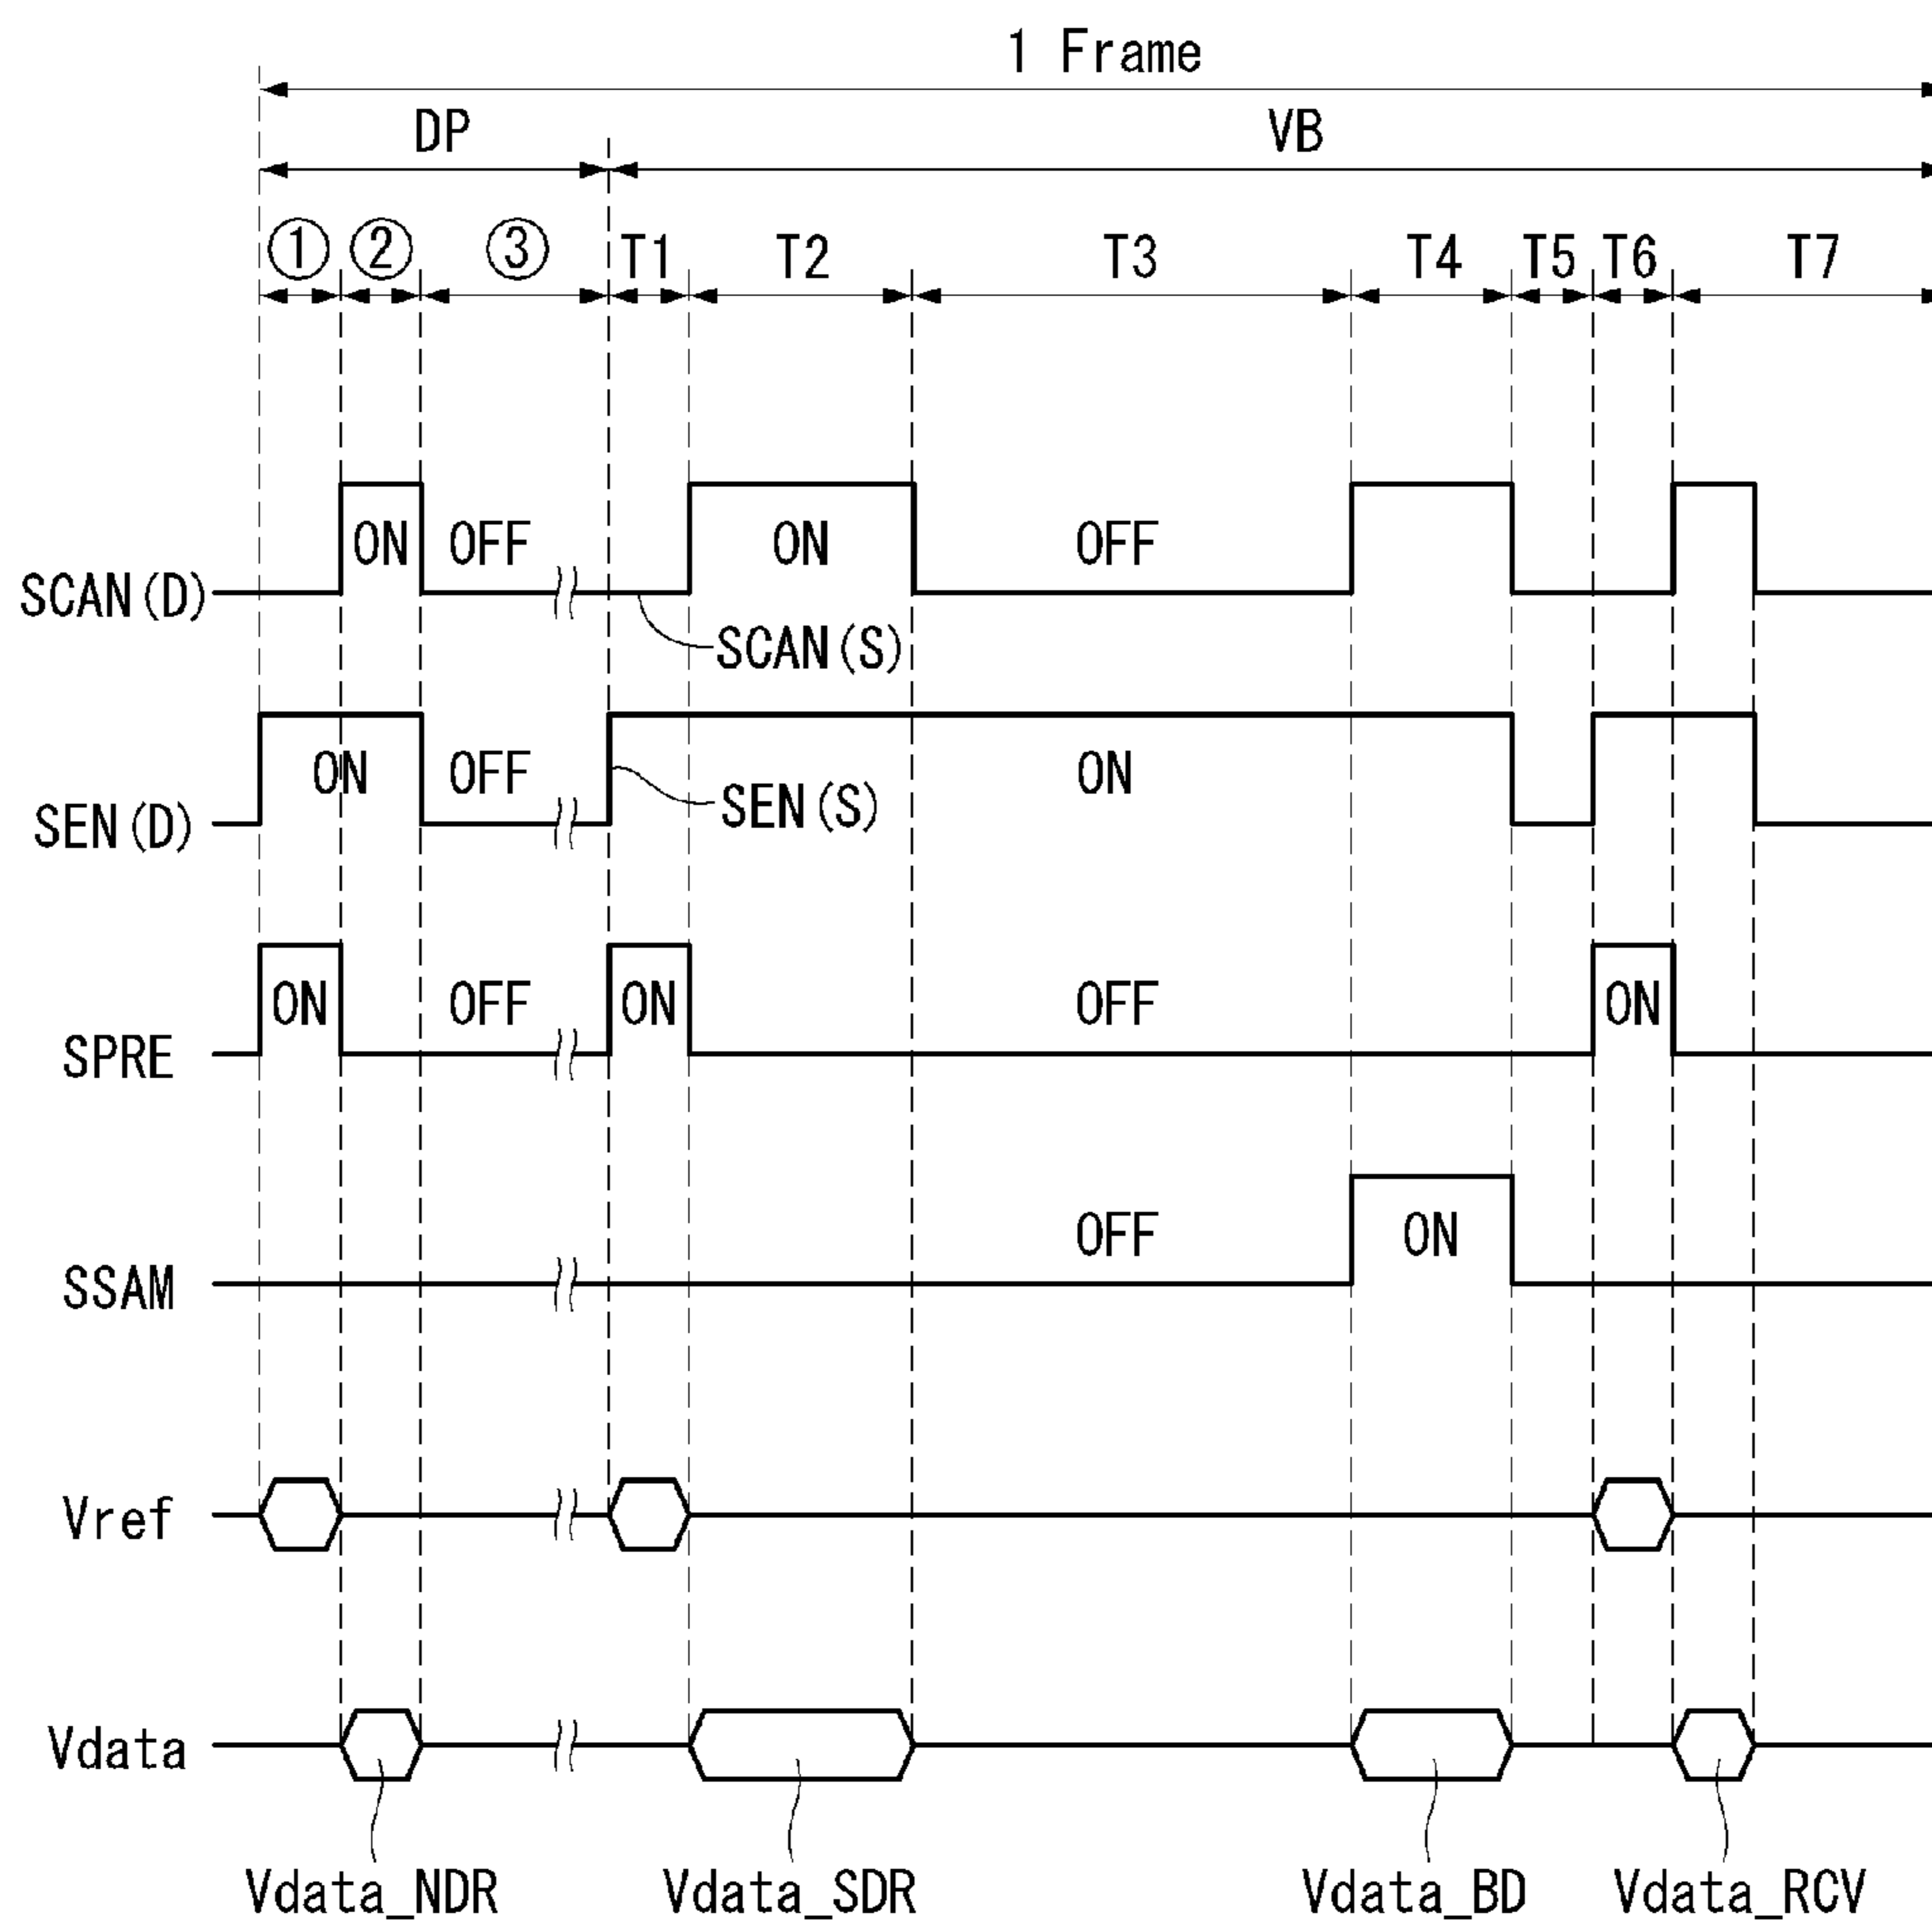 1 Frame
DP VB
① ② ③ T1 T2 T3 T4 T5 T6 T7
ON OFF ON OFF
SCAN(D)
SCAN(S)
ON OFF ON
SEN(S)
SEN(D)
ON OFF ON OFF ON
SPRE
OFF ON
SSAM
Vref
Vdata
Vdata_NDR Vdata_SDR Vdata_BD Vdata_RCV